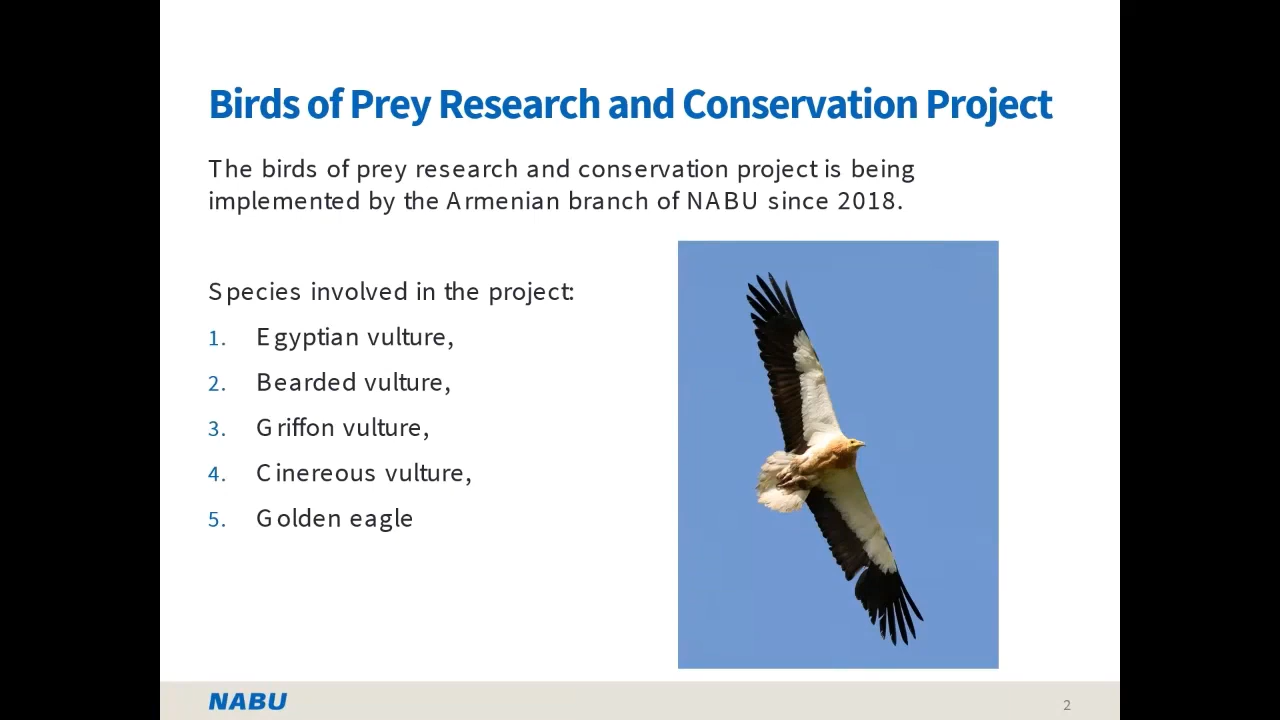 Birds of Prey Research and Conservation Project
The birds of prey research and conservation project is being
implemented by the Armenian branch of NABU since 2018.
Species involved in the project:
1. Egyptian vulture,
2. Bearded vulture,
3. Griffon vulture,
4. Cinereous vulture,
5. Golden eagle
NABU
2